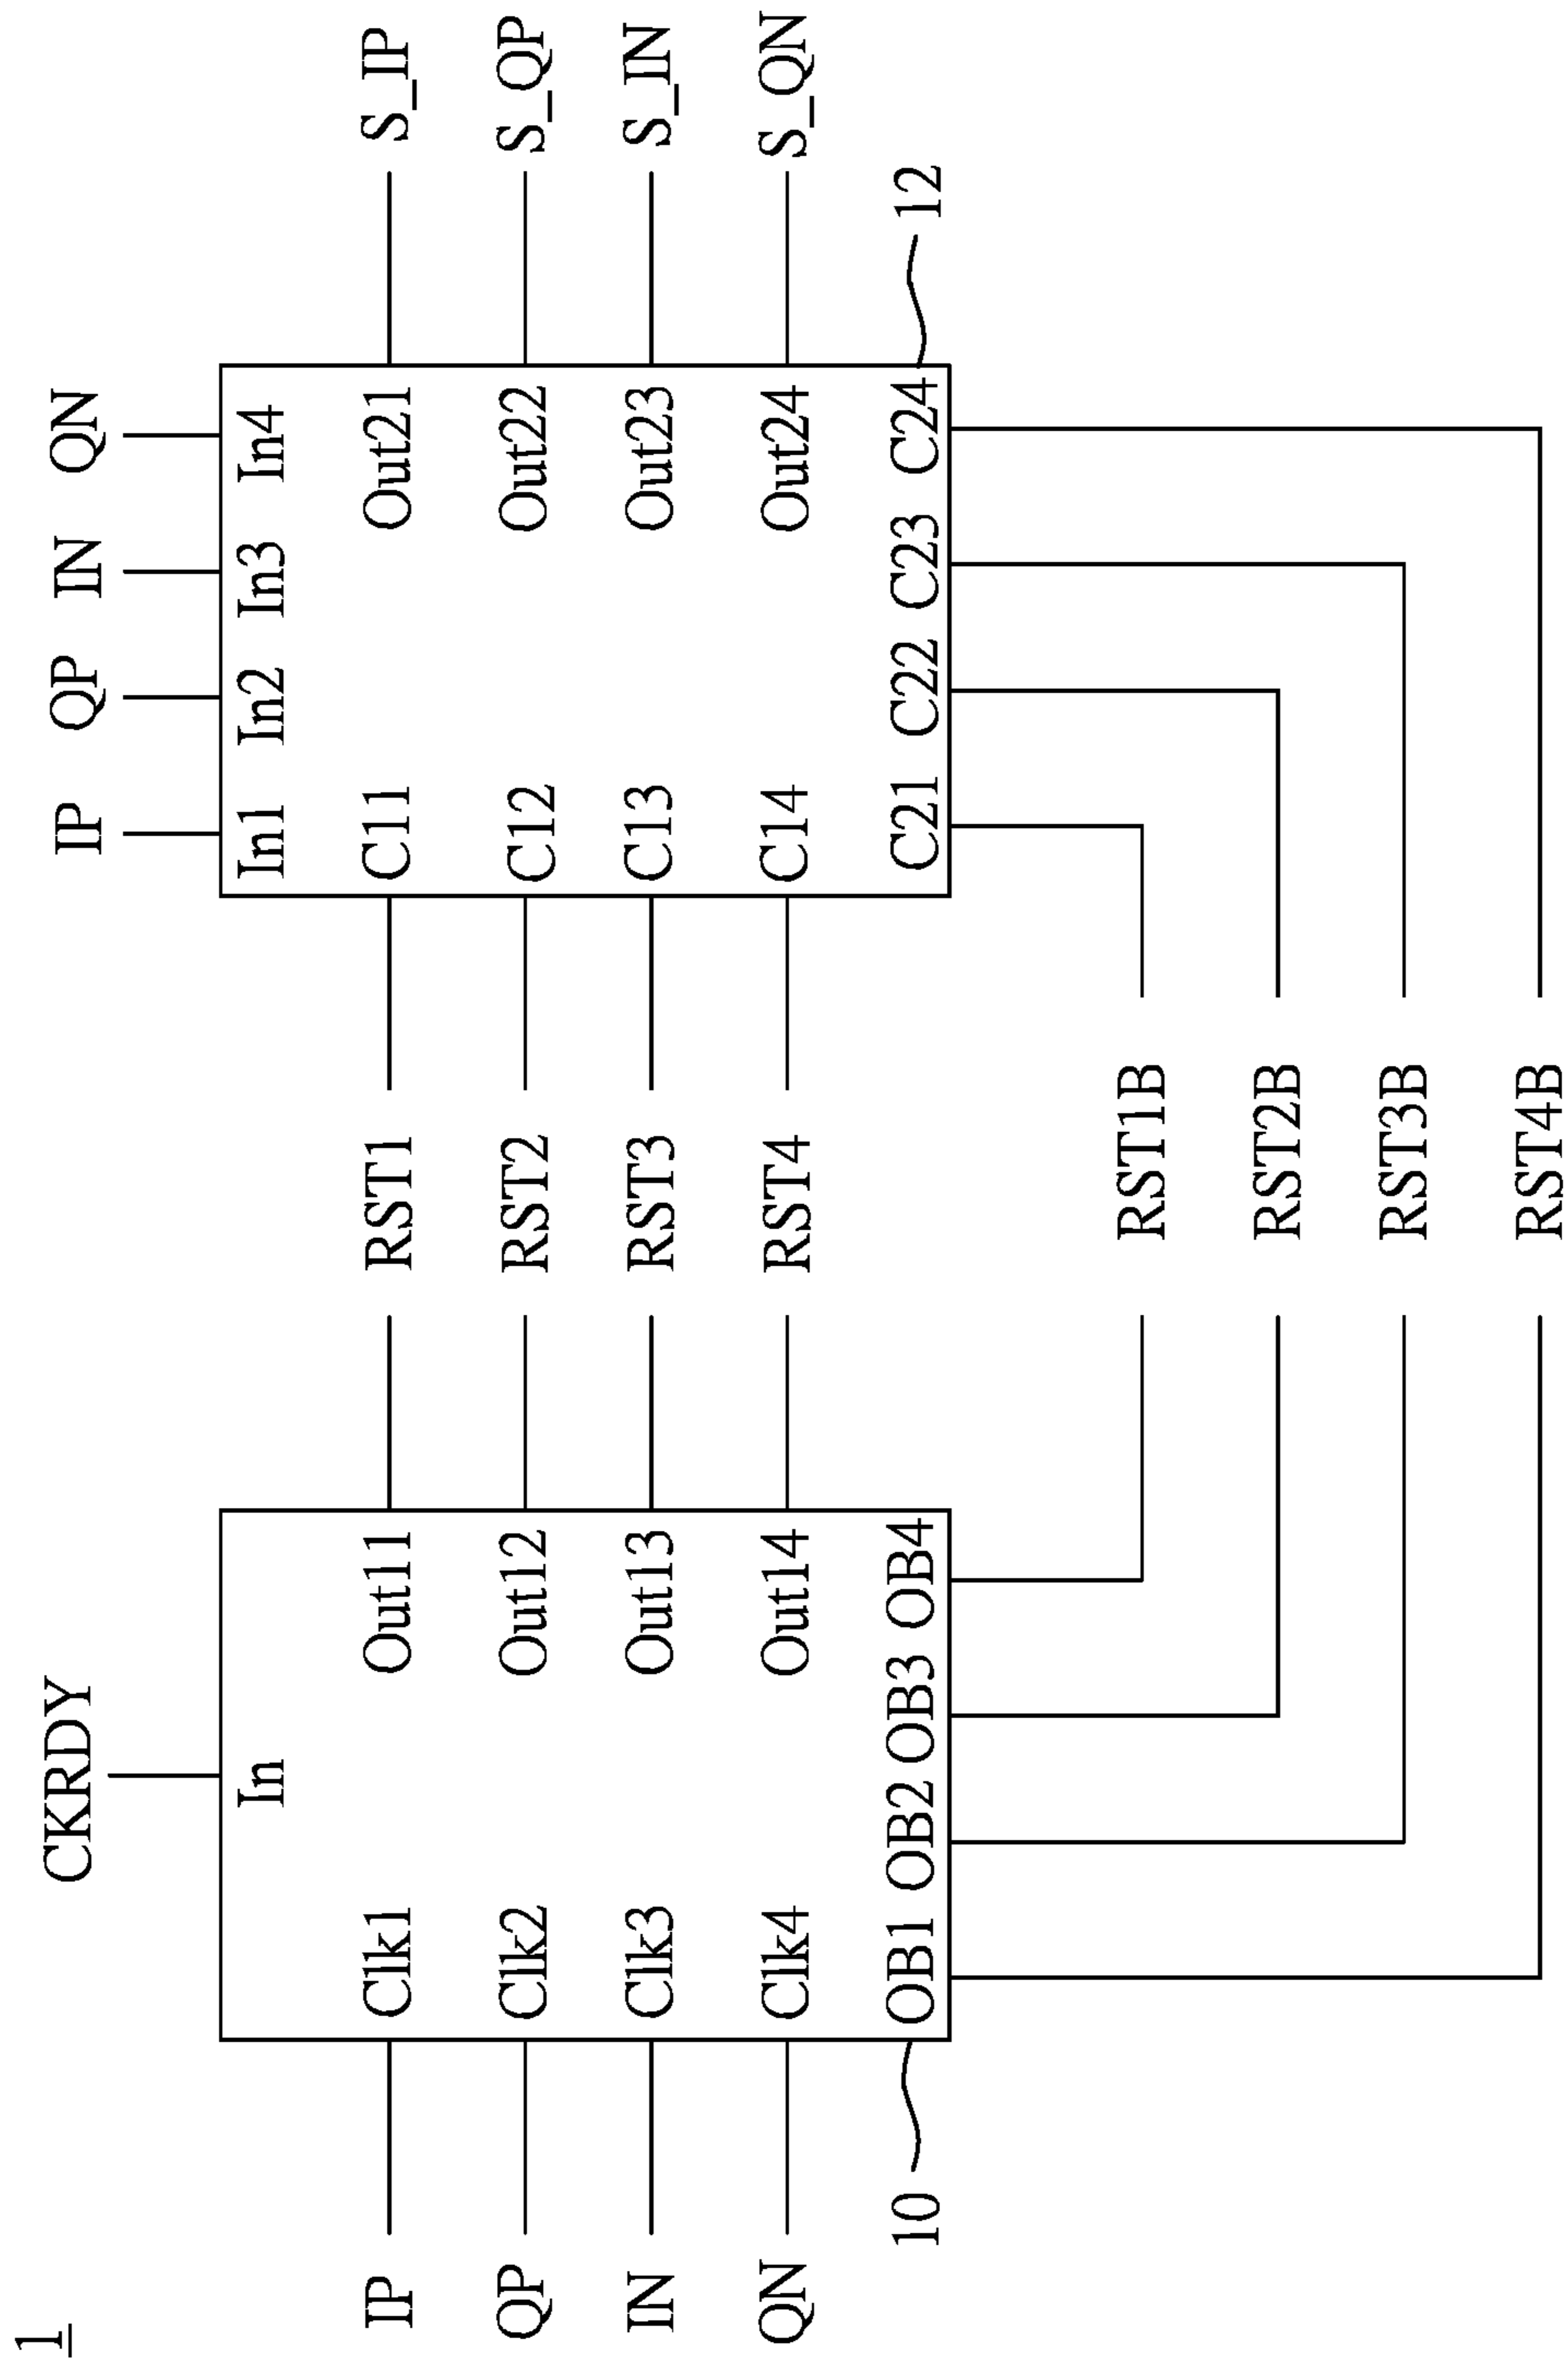 1
CKRDY
IP QP IN QN
In
In1 In2 In3 In4
IP Clk1 Out11 RST1 C11 Out21 S_IP
QP Clk2 Out12 RST2 C12 Out22 S_QP
IN Clk3 Out13 RST3 C13 Out23 S_IN
QN Clk4 Out14 RST4 C14 Out24 S_QN
10 OB1 OB2 OB3 OB4 C21 C22 C23 C24 12
RST1B
RST2B
RST3B
RST4B